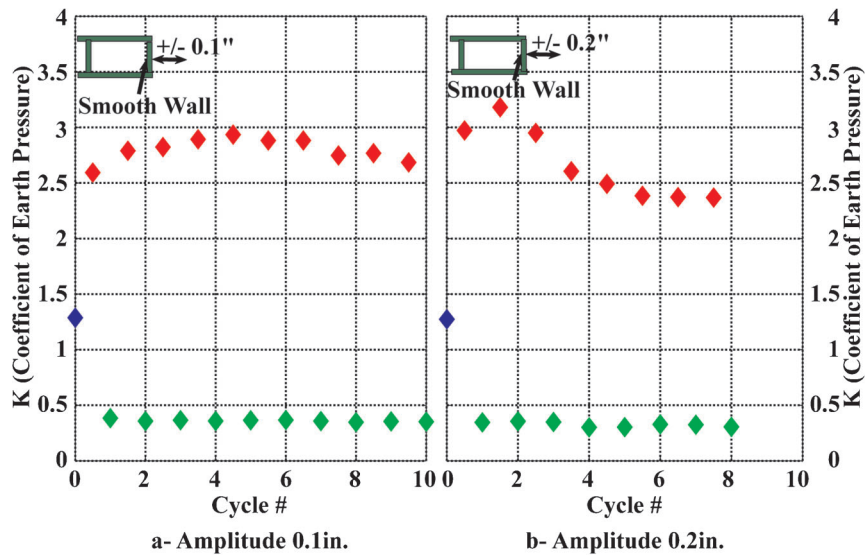 4
3.5
3
2.5
2
1.5
1
0.5
0
K (Coefficient of Earth Pressure)
+/- 0.1"
Smooth Wall
0 2 4 6 8 10
Cycle #
a- Amplitude 0.1in.
+/- 0.2"
Smooth Wall
0 2 4 6 8 10
Cycle #
b- Amplitude 0.2in.
4
3.5
3
2.5
2
1.5
1
0.5
0
K (Coefficient of Earth Pressure)